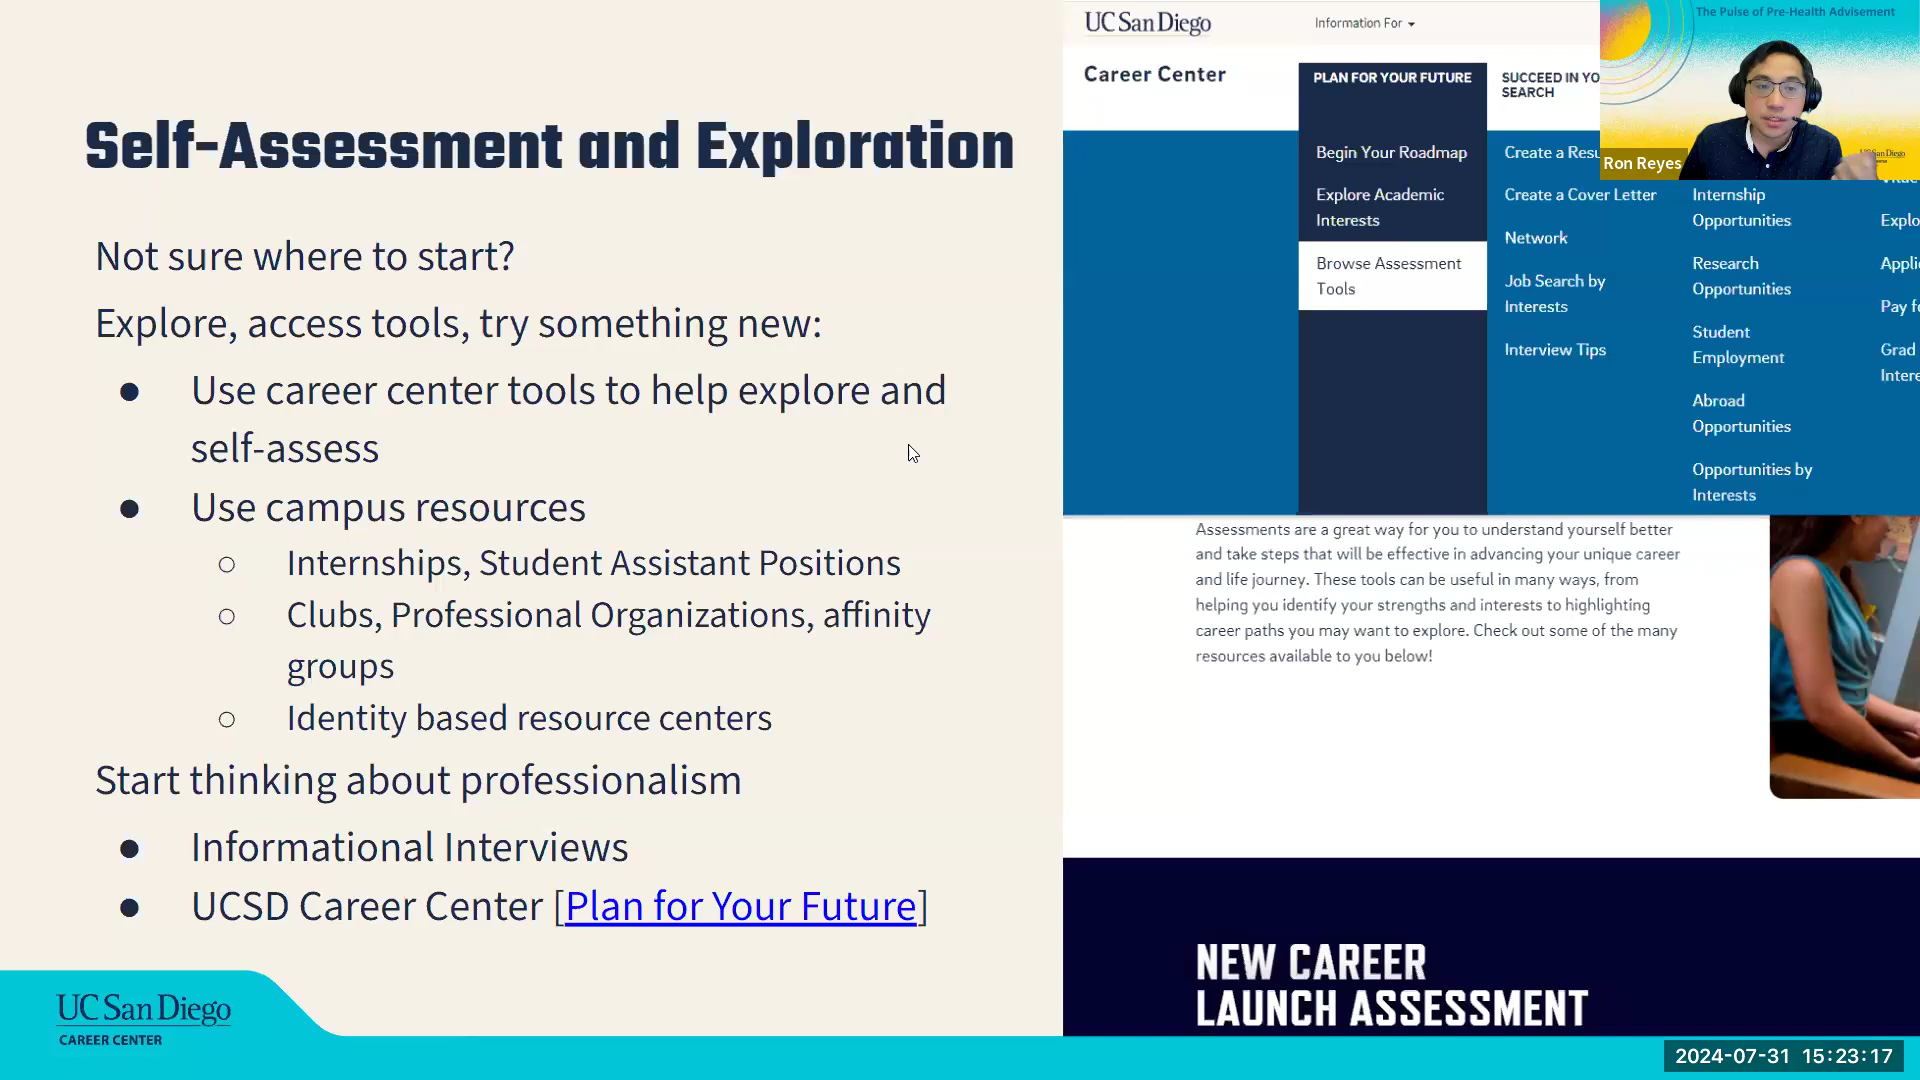 Self-Assessment and Exploration
Not sure where to start?
Explore, access tools, try something new:
● Use career center tools to help explore and
self-assess
● Use campus resources
○ Internships, Student Assistant Positions
○ Clubs, Professional Organizations, affinity
groups
○ Identity based resource centers
Start thinking about professionalism
● Informational Interviews
● UCSD Career Center [Plan for Your Future]
UC San Diego
CAREER CENTER
UC San Diego
Information For
Career Center
PLAN FOR YOUR FUTURE
Begin Your Roadmap
Explore Academic
Interests
Browse Assessment
Tools
SUCCEED IN YO
SEARCH
Create a Resu
Create a Cover Letter
Network
Job Search by
Interests
Interview Tips
Internship
Opportunities
Research
Opportunities
Student
Employment
Abroad
Opportunities
Opportunities by
Interests
Explo
Applic
Pay fo
Grad
Intere
Assessments are a great way for you to understand yourself better
and take steps that will be effective in advancing your unique career
and life journey. These tools can be useful in many ways, from
helping you identify your strengths and interests to highlighting
career paths you may want to explore. Check out some of the many
resources available to you below!
NEW CAREER
LAUNCH ASSESSMENT
The Pulse of Pre-Health Advisement
UC San Diego
Ron Reyes
2024-07-31 15:23:17